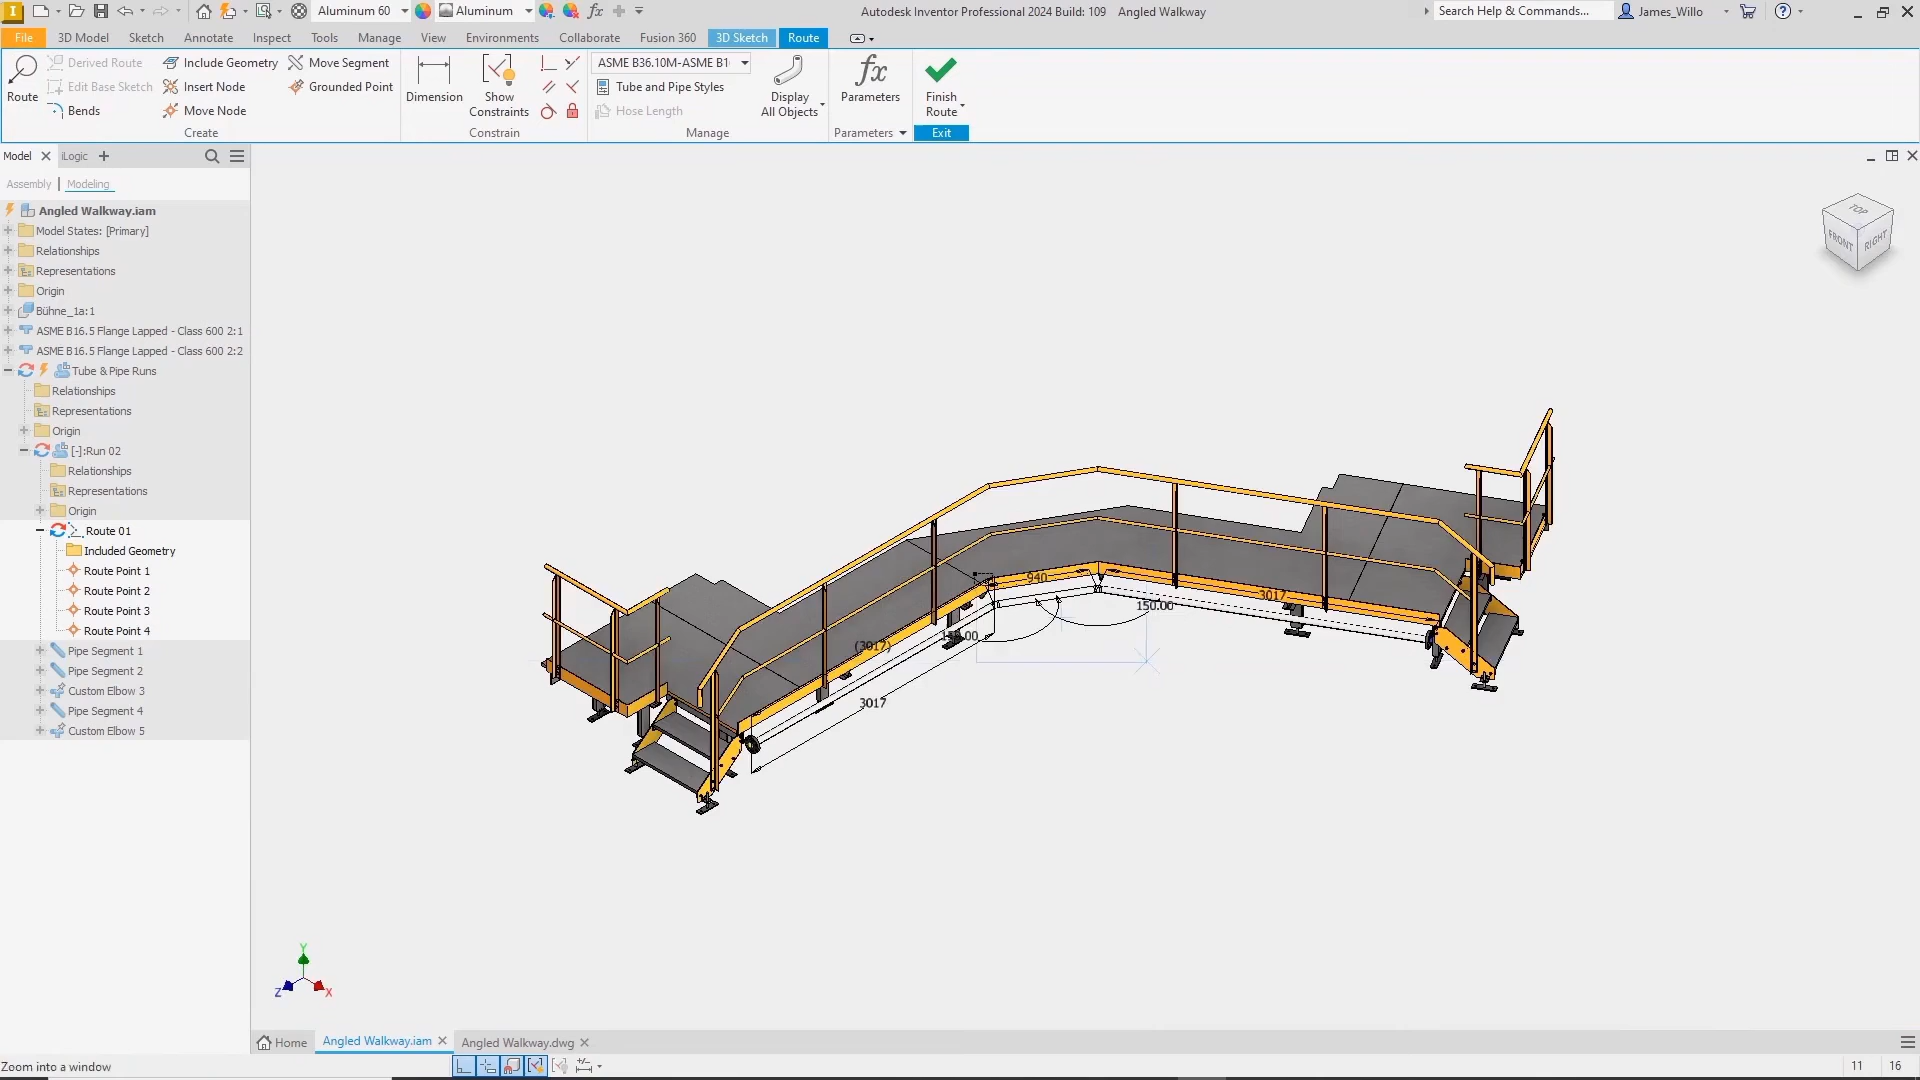 Aluminum 60
Aluminum
Autodesk Inventor Professional 2024 Build: 109 Angled Walkway
Search Help & Commands...
James_Willo
File
3D Model
Sketch
Annotate
Inspect
Tools
Manage
View
Environments
Collaborate
Fusion 360
3D Sketch
Route
Route
Derived Route
Edit Base Sketch
Bends
Include Geometry
Insert Node
Move Node
Move Segment
Grounded Point
Create
Dimension
Show Constraints
Constrain
ASME B36.10M-ASME B1
Tube and Pipe Styles
Hose Length
Manage
Display All Objects
fx
Parameters
Parameters
Finish Route
Exit
Model
iLogic
Assembly | Modeling
Angled Walkway.iam
Model States: [Primary]
Relationships
Representations
Origin
Bühne_1a:1
ASME B16.5 Flange Lapped - Class 600 2:1
ASME B16.5 Flange Lapped - Class 600 2:2
Tube & Pipe Runs
Relationships
Representations
Origin
[-]:Run 02
Relationships
Representations
Origin
Route 01
Included Geometry
Route Point 1
Route Point 2
Route Point 3
Route Point 4
Pipe Segment 1
Pipe Segment 2
Custom Elbow 3
Pipe Segment 4
Custom Elbow 5
TOP
FRONT
RIGHT
940
150.00
3017
(3017)
3017
Y
Z
X
Home
Angled Walkway.iam
Angled Walkway.dwg
Zoom into a window
11
16